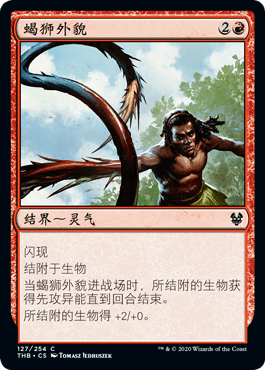 蝎狮外貌 2
结界～灵气
闪现
结附于生物
当蝎狮外貌进战场时，所结附的生物获
得先攻异能直到回合结束。
所结附的生物得 +2/+0。
127/254 C
THB • CS Tomasz Jedruszek
™ & © 2020 Wizards of the Coast